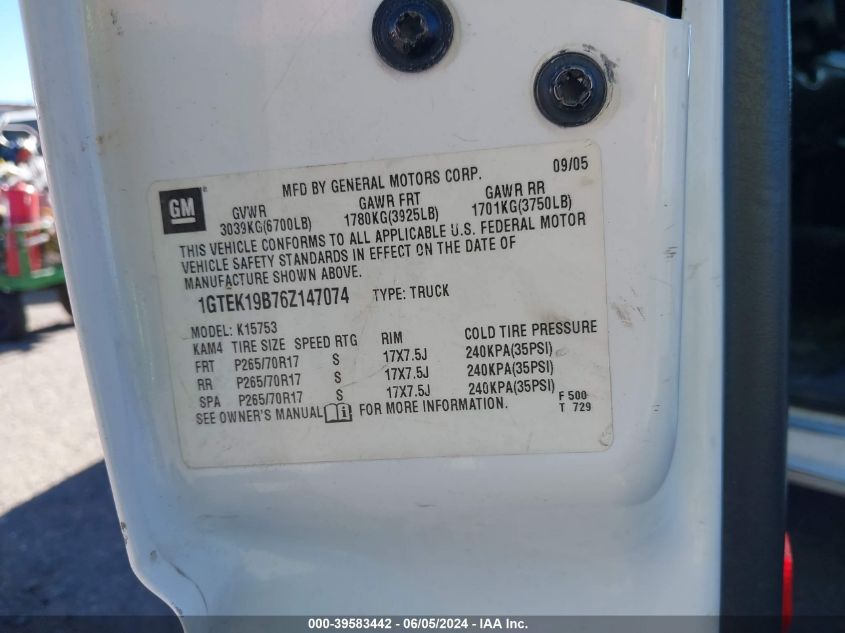 MFD BY GENERAL MOTORS CORP. 09/05
GM
GVWR GAWR FRT GAWR RR
3039KG(6700LB) 1780KG(3925LB) 1701KG(3750LB)
THIS VEHICLE CONFORMS TO ALL APPLICABLE U.S. FEDERAL MOTOR
VEHICLE SAFETY STANDARDS IN EFFECT ON THE DATE OF
MANUFACTURE SHOWN ABOVE.
1GTEK19B76Z147074 TYPE: TRUCK
MODEL: K15753
KAM4 TIRE SIZE SPEED RTG RIM COLD TIRE PRESSURE
FRT P265/70R17 S 17X7.5J 240KPA(35PSI)
RR P265/70R17 S 17X7.5J 240KPA(35PSI)
SPA P265/70R17 S 17X7.5J 240KPA(35PSI)
SEE OWNER'S MANUAL i FOR MORE INFORMATION.
F 500
T 729
000-39583442 - 06/05/2024 - IAA Inc.